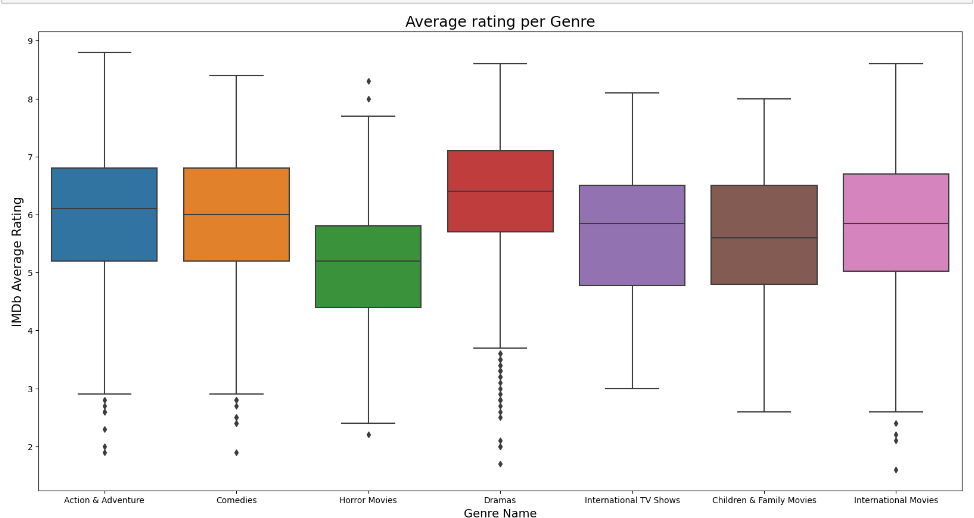 Average rating per Genre
IMDb Average Rating
9
8
7
6
5
4
3
2
Action & Adventure
Comedies
Horror Movies
Dramas
International TV Shows
Children & Family Movies
International Movies
Genre Name